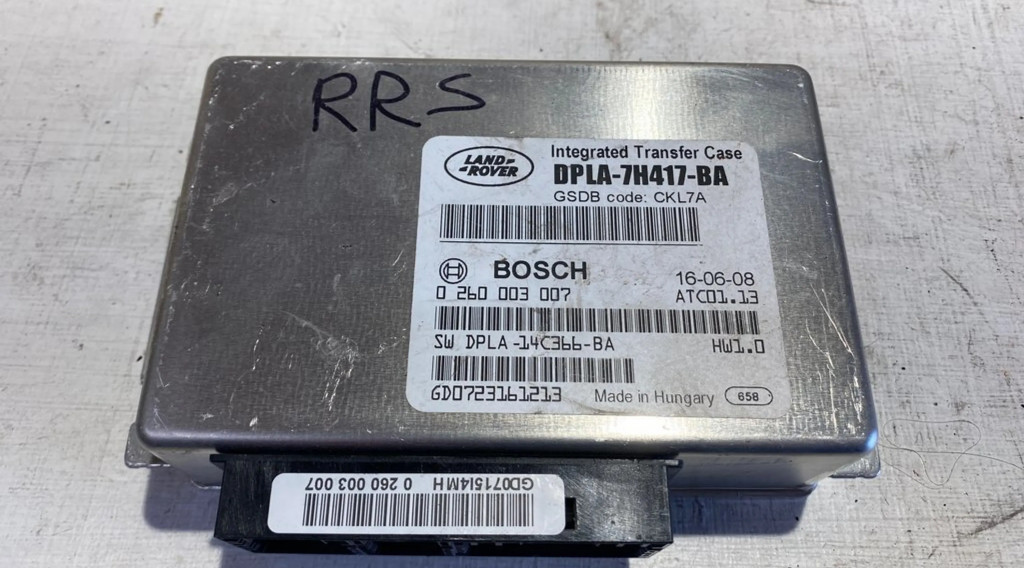 RRS
LAND-
-ROVER
Integrated Transfer Case
DPLA-7H417-BA
GSDB code: CKL7A
BOSCH
16-06-08
0 260 003 007
ATC01.13
SW DPLA-14C366-BA
HW1.0
GD0723161213
Made in Hungary
658
GD0715I4MH 0 260 003 007